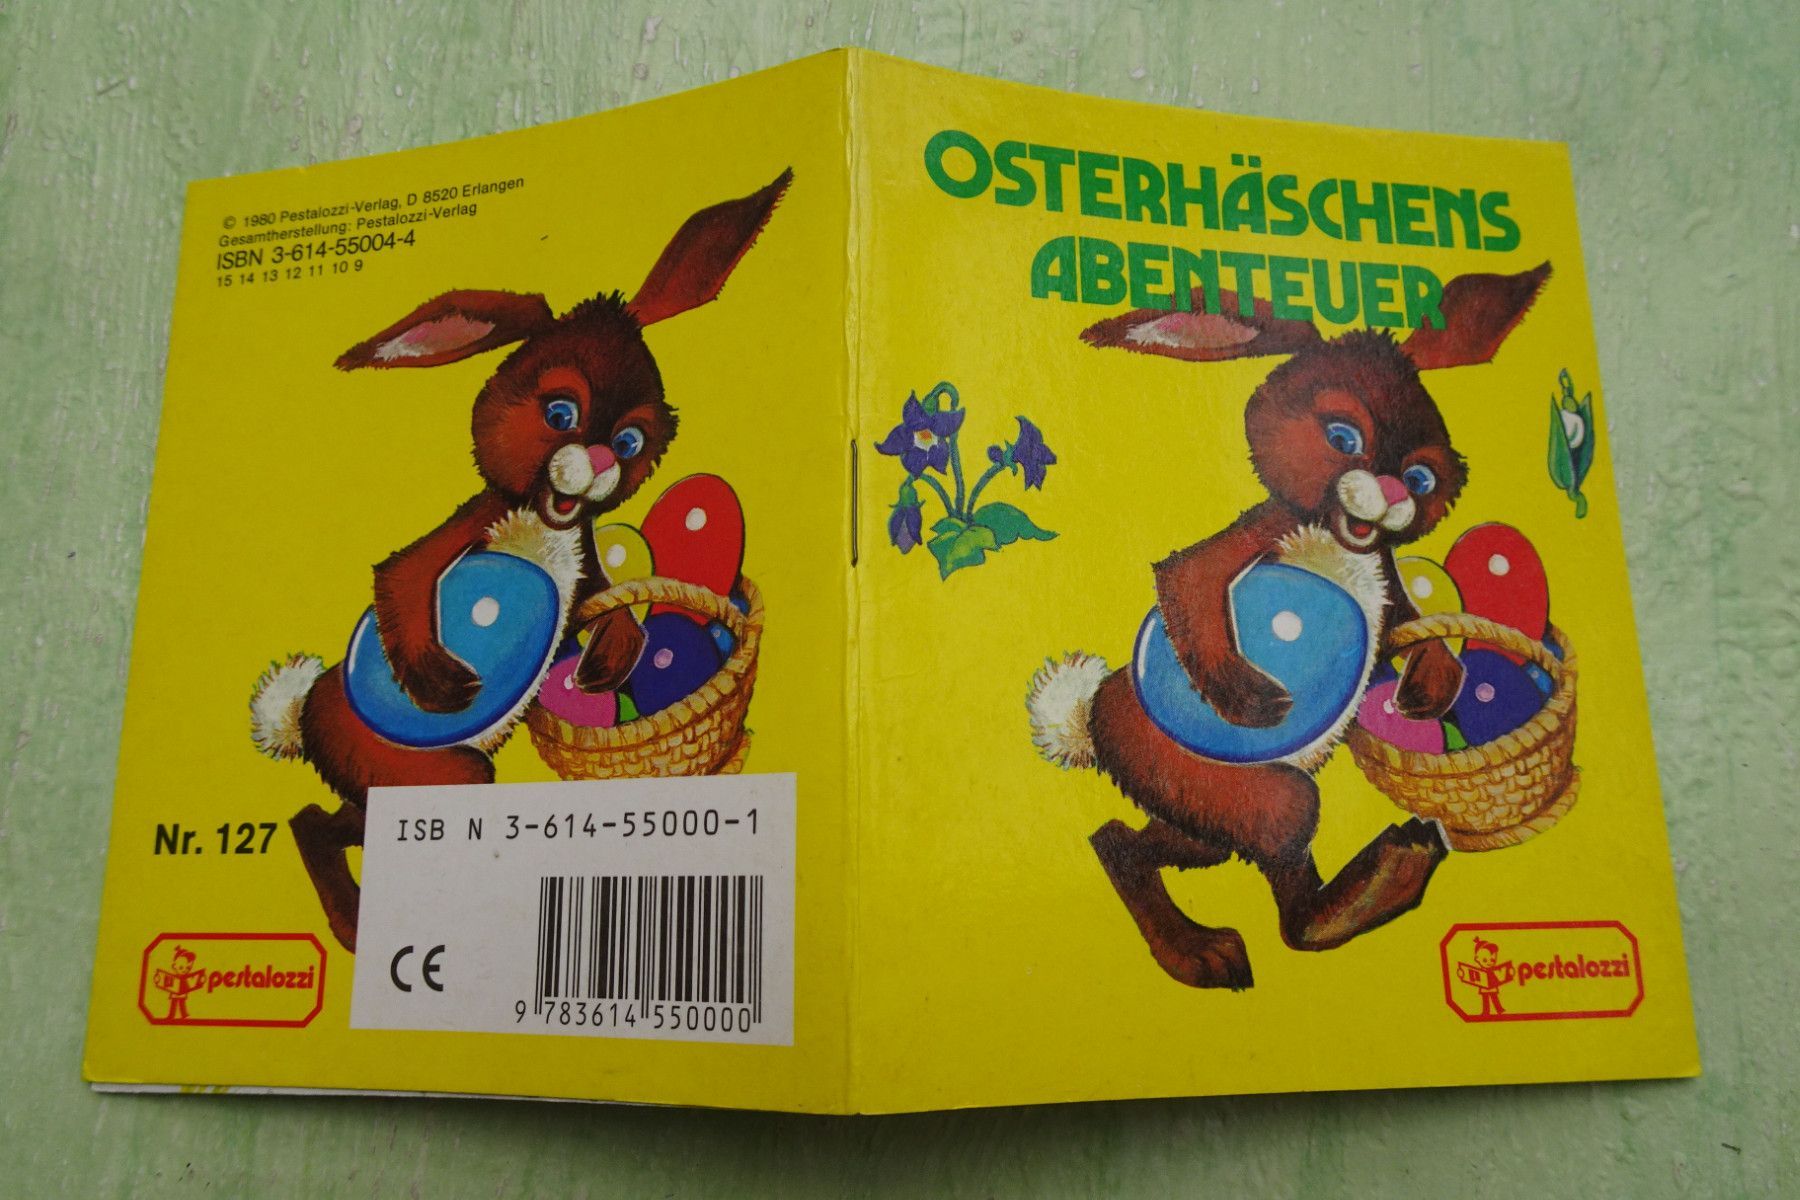 © 1980 Pestalozzi-Verlag, D 8520 Erlangen
Gesamtherstellung: Pestalozzi-Verlag
ISBN 3-614-55004-4
15 14 13 12 11 10 9
Nr. 127
pestalozzi
ISB N 3-614-55000-1
CE
9 783614 550000
OSTERHÄSCHENS
ABENTEUER
pestalozzi